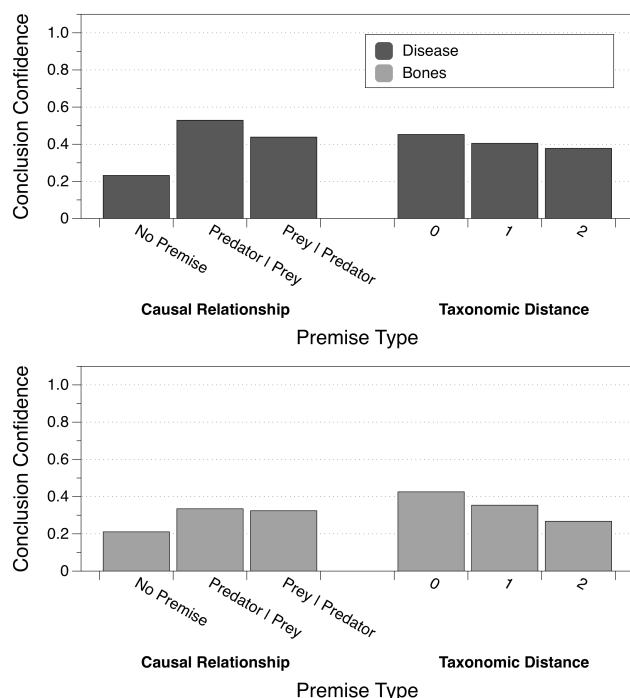 Conclusion Confidence
1.0
0.8
0.6
0.4
0.2
0
Disease
Bones
No Premise
Predator | Prey
Prey | Predator
0
1
2
Causal Relationship
Taxonomic Distance
Premise Type
Conclusion Confidence
1.0
0.8
0.6
0.4
0.2
0
No Premise
Predator | Prey
Prey | Predator
0
1
2
Causal Relationship
Taxonomic Distance
Premise Type